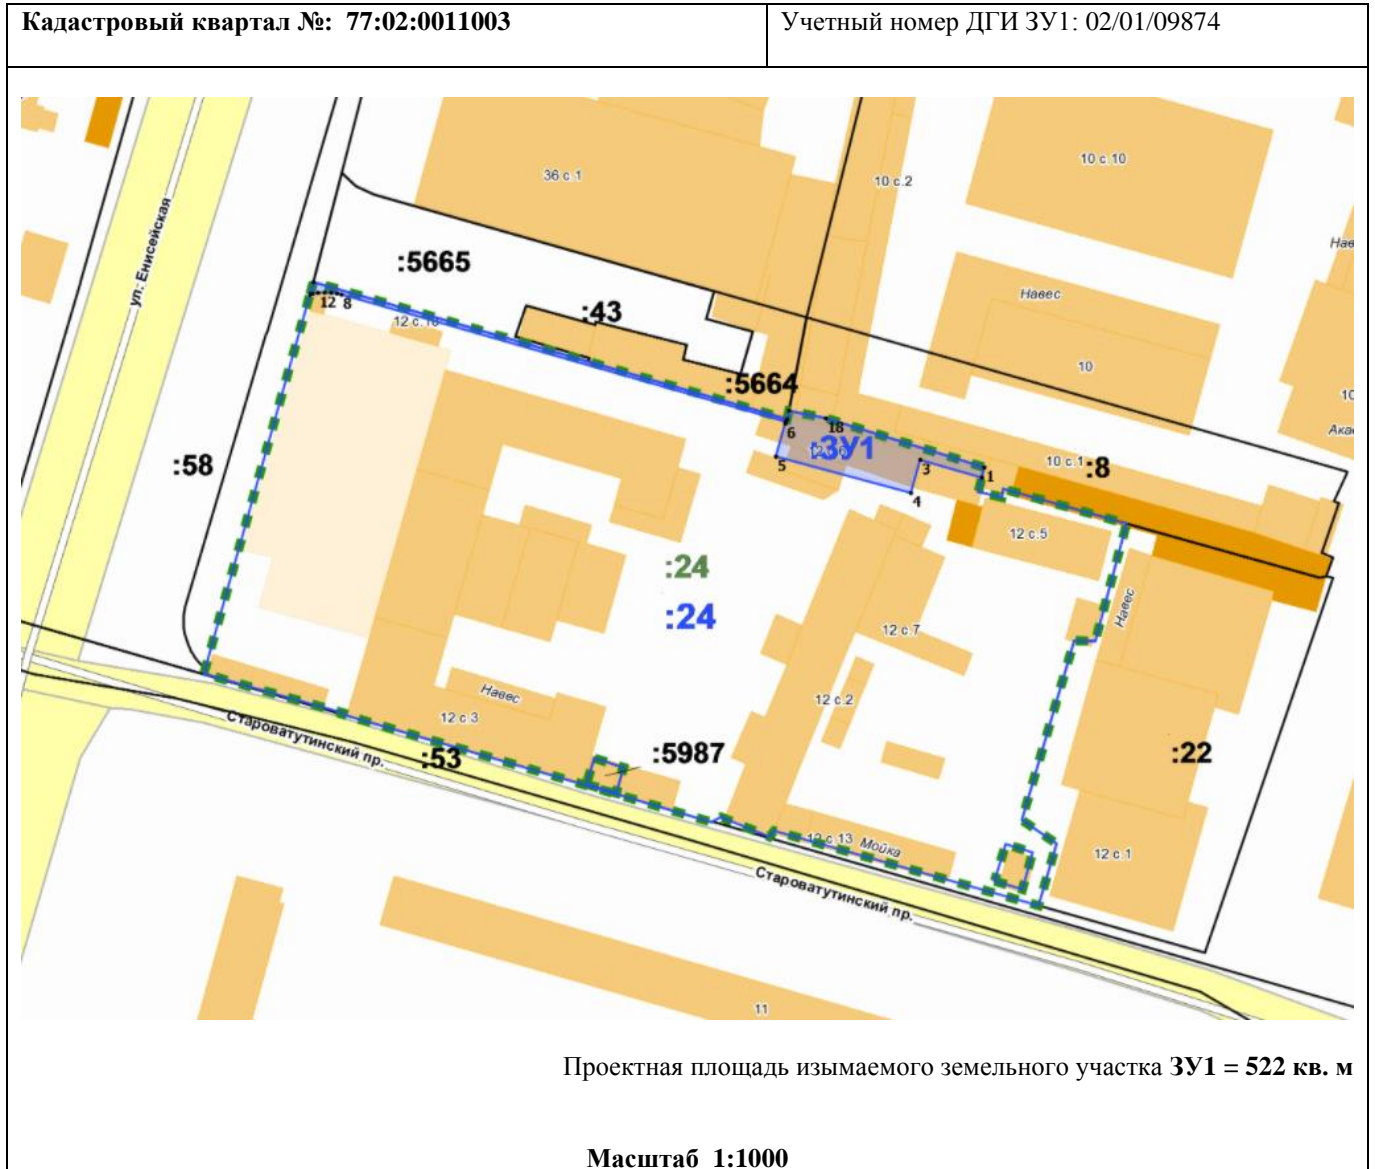 Кадастровый квартал №: 77:02:0011003
Учетный номер ДГИ ЗУ1: 02/01/09874
36 с.1
10 с.2
10 с.10
ул. Енисейская
:5665
Навес
12
8
:43
10
:5664
6
18
:ЗУ1
5
3
1
4
10 с.1
:8
:58
12 с.5
:24
:24
Навес
12 с.7
Навес
12 с.2
12 с.3
Староватутинский пр.
:53
:5987
:22
12 с.13
Мойка
12 с.1
Староватутинский пр.
11
Проектная площадь изымаемого земельного участка ЗУ1 = 522 кв. м
Масштаб 1:1000